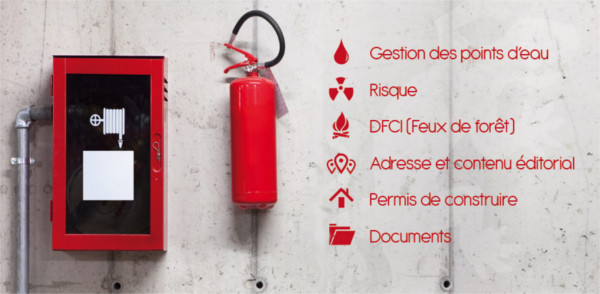 Gestion des points d'eau
Risque
DFCI (Feux de forêt)
Adresse et contenu éditorial
Permis de construire
Documents